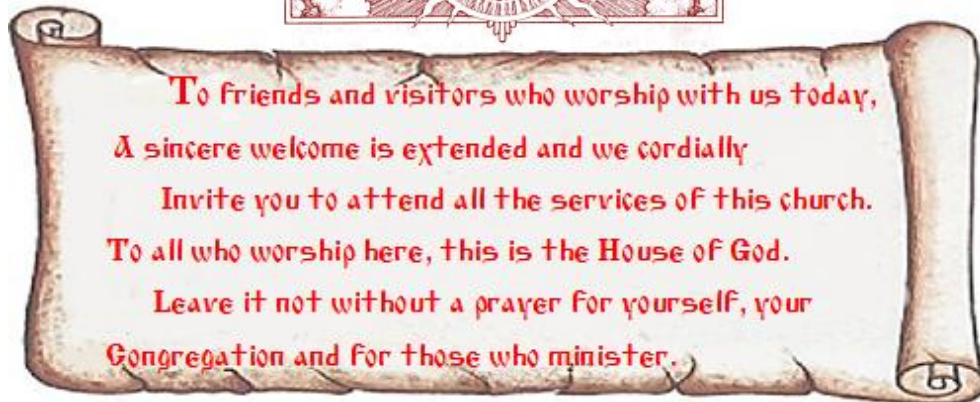 To friends and visitors who worship with us today,
A sincere welcome is extended and we cordially
Invite you to attend all the services of this church.
To all who worship here, this is the House of God.
Leave it not without a prayer for yourself, your
Congregation and for those who minister.